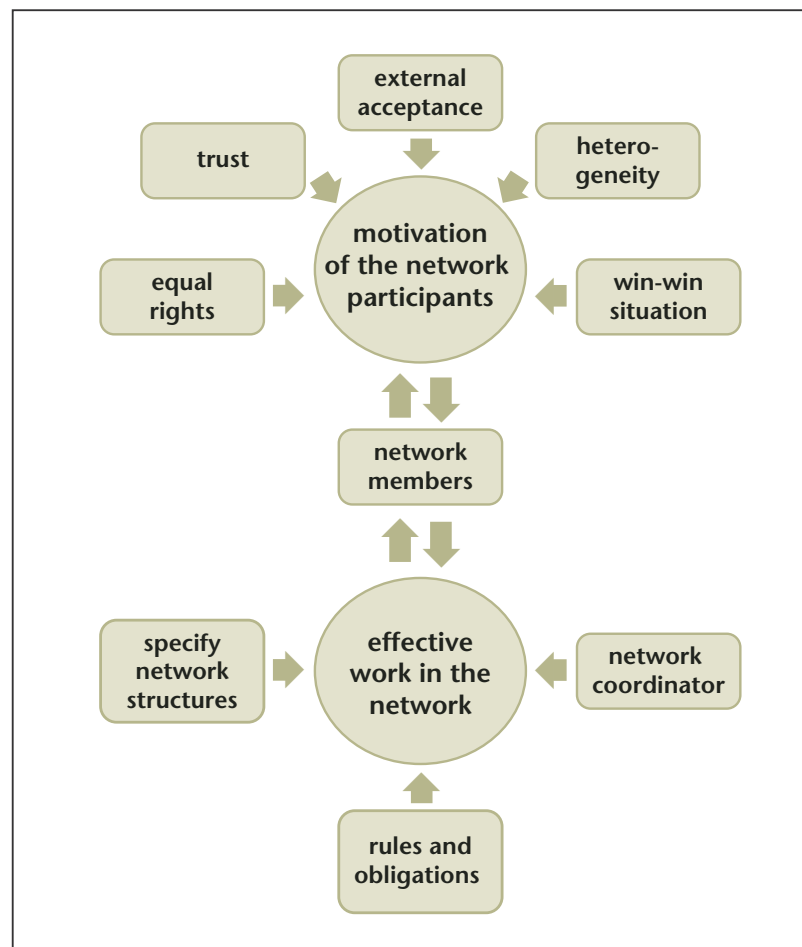 external
acceptance
trust
hetero-
geneity
motivation
of the network
participants
equal
rights
win-win
situation
network
members
specify
network
structures
effective
work in the
network
network
coordinator
rules and
obligations